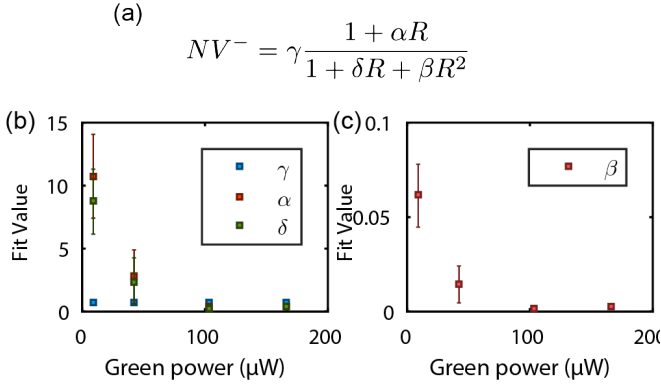 (a)
NV⁻ = γ (1 + αR) / (1 + δR + βR²)
(b)
15
10
5
0
0
100
200
Fit Value
Green power (µW)
γ
α
δ
(c)
0.1
0.05
0
0
100
200
Fit Value
Green power (µW)
β